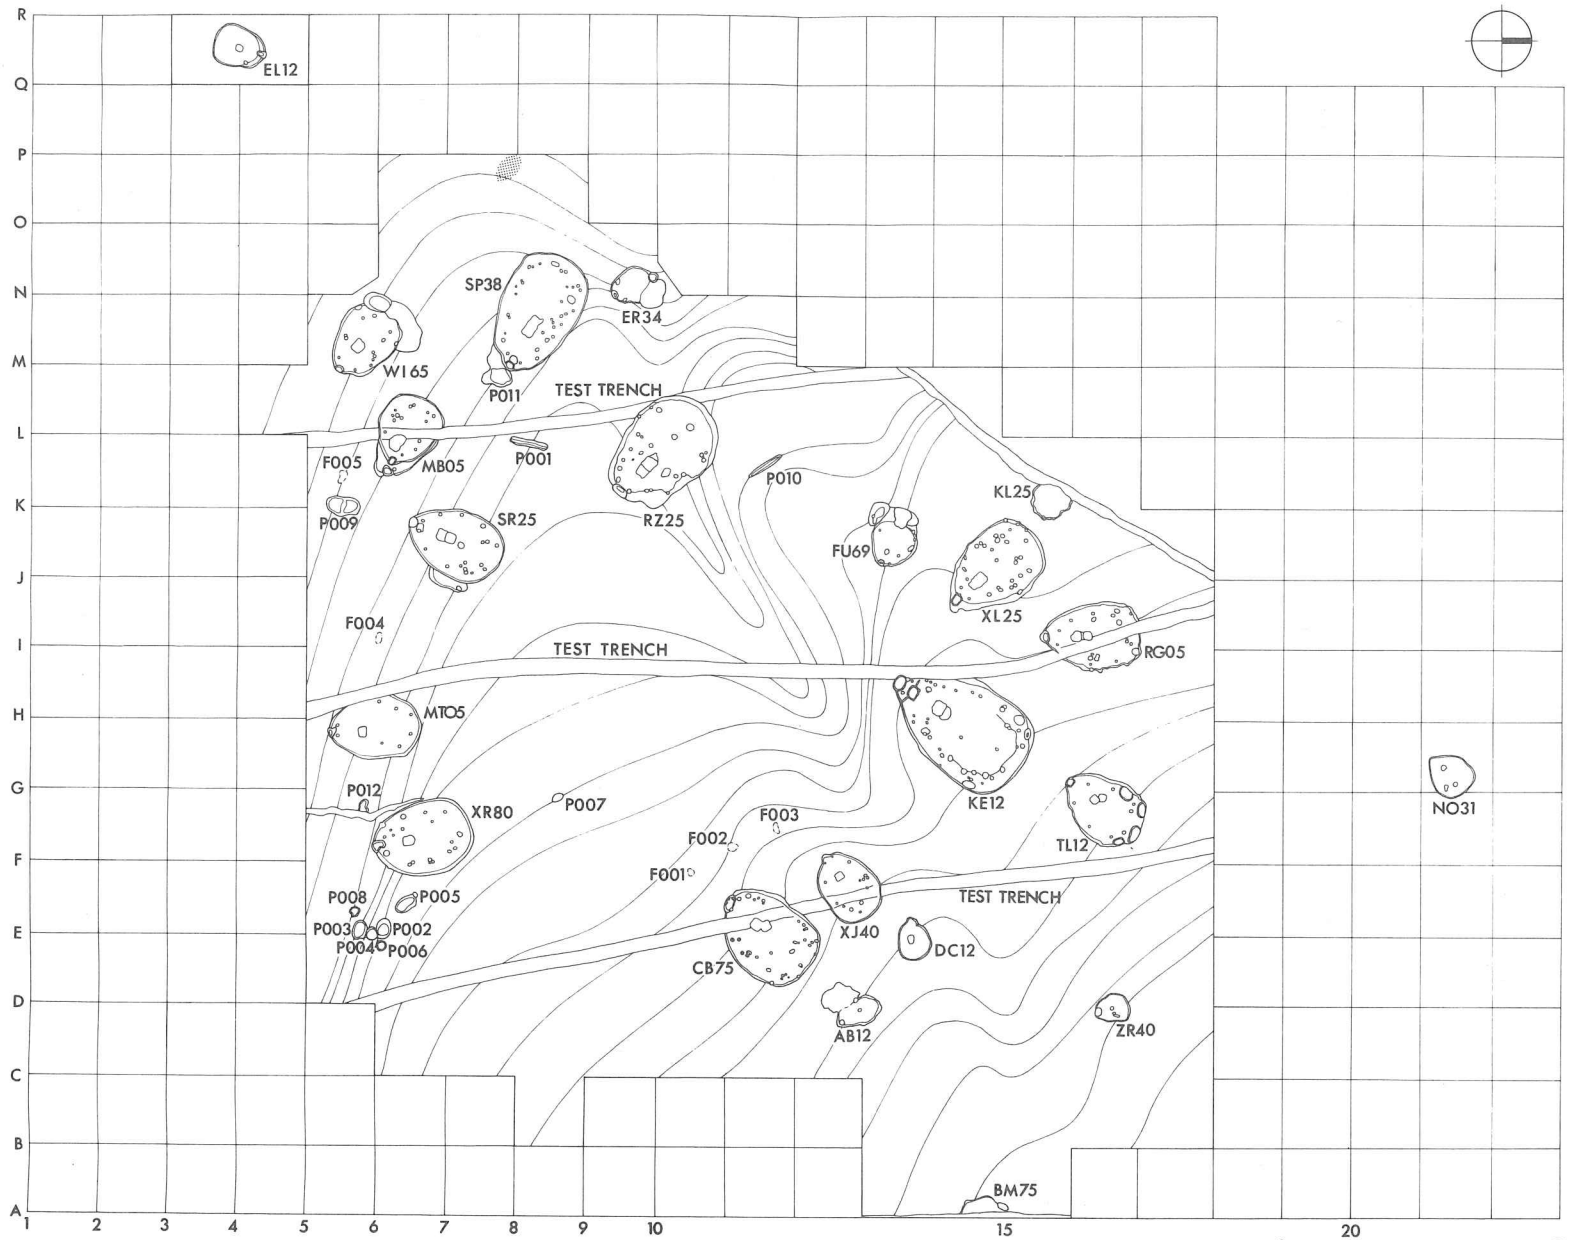 R
EL12
Q
P
O
SP38
N
ER34
WI65
M
P011
TEST TRENCH
L
F005
MB05
P001
P010
KL25
K
P009
SR25
RZ25
FU69
J
XL25
F004
I
TEST TRENCH
RG05
H
MTO5
G
P012
XR80
P007
KE12
NO31
F003
F002
TL12
F
F001
P008
P005
TEST TRENCH
P003
P002
E
P004
P006
XJ40
DC12
CB75
D
AB12
ZR40
C
B
BM75
A
1 2 3 4 5 6 7 8 9 10 15 20